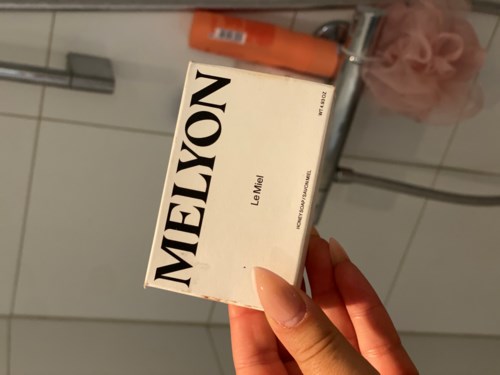 MELYON
Le Miel
HONEY SOAP / SAVON MIEL